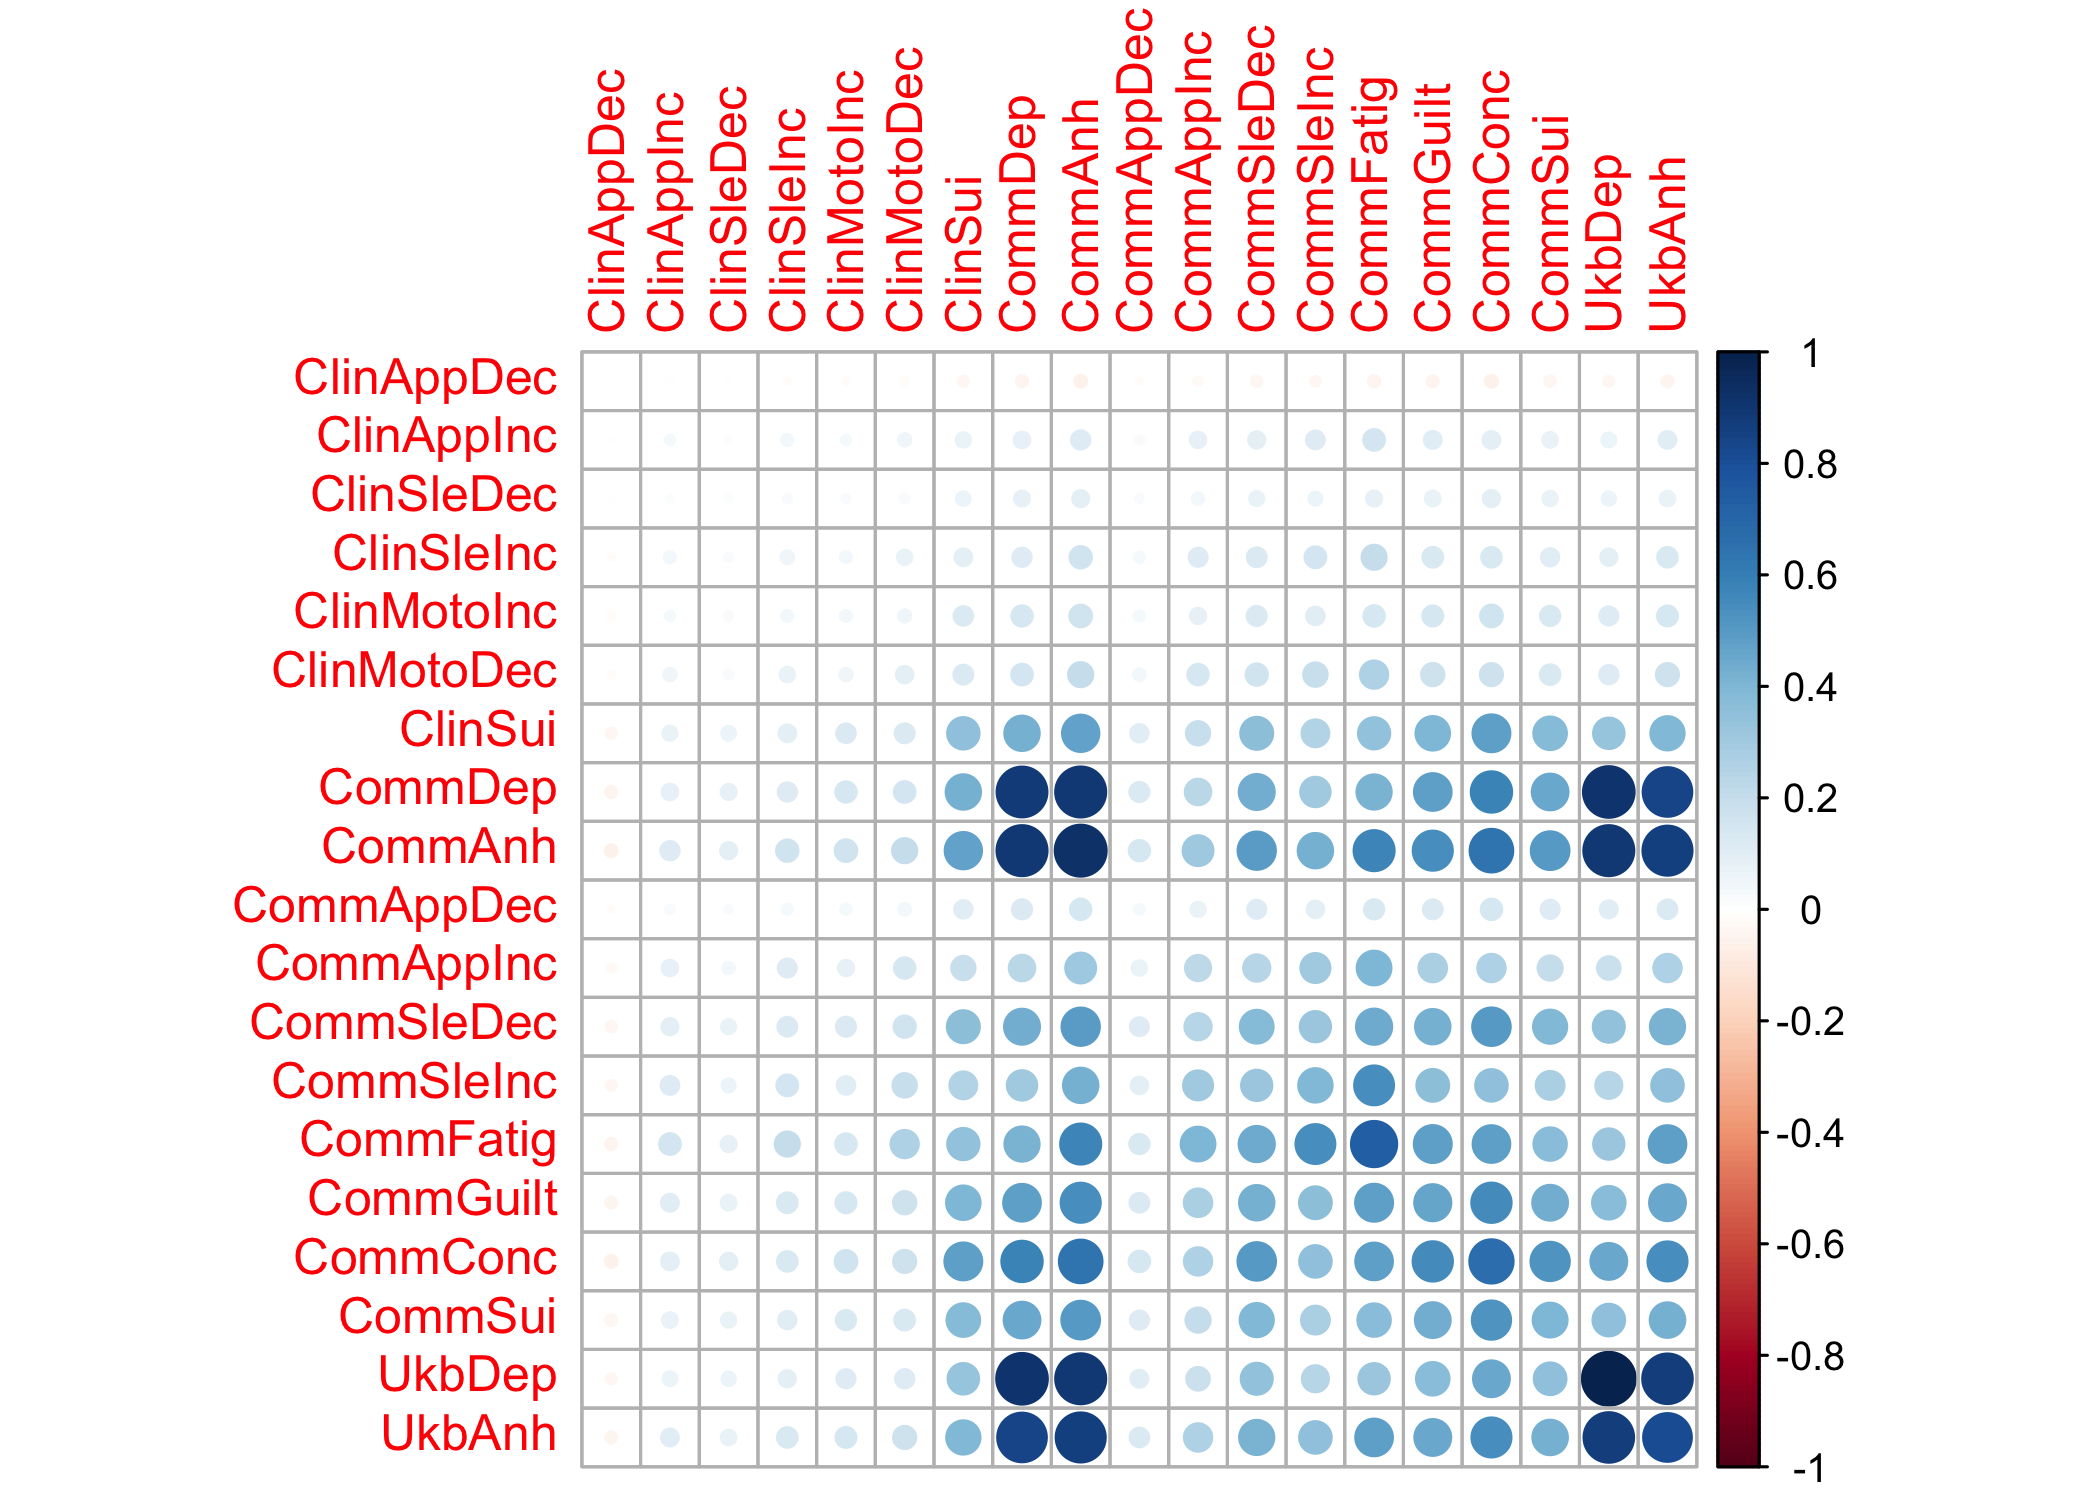 ClinAppDec
ClinAppInc
ClinSleDec
ClinSleInc
ClinMotoInc
ClinMotoDec
ClinSui
CommDep
CommAnh
CommAppDec
CommAppInc
CommSleDec
CommSleInc
CommFatig
CommGuilt
CommConc
CommSui
UkbDep
UkbAnh
ClinAppDec
ClinAppInc
ClinSleDec
ClinSleInc
ClinMotoInc
ClinMotoDec
ClinSui
CommDep
CommAnh
CommAppDec
CommAppInc
CommSleDec
CommSleInc
CommFatig
CommGuilt
CommConc
CommSui
UkbDep
UkbAnh
1
0.8
0.6
0.4
0.2
0
-0.2
-0.4
-0.6
-0.8
-1